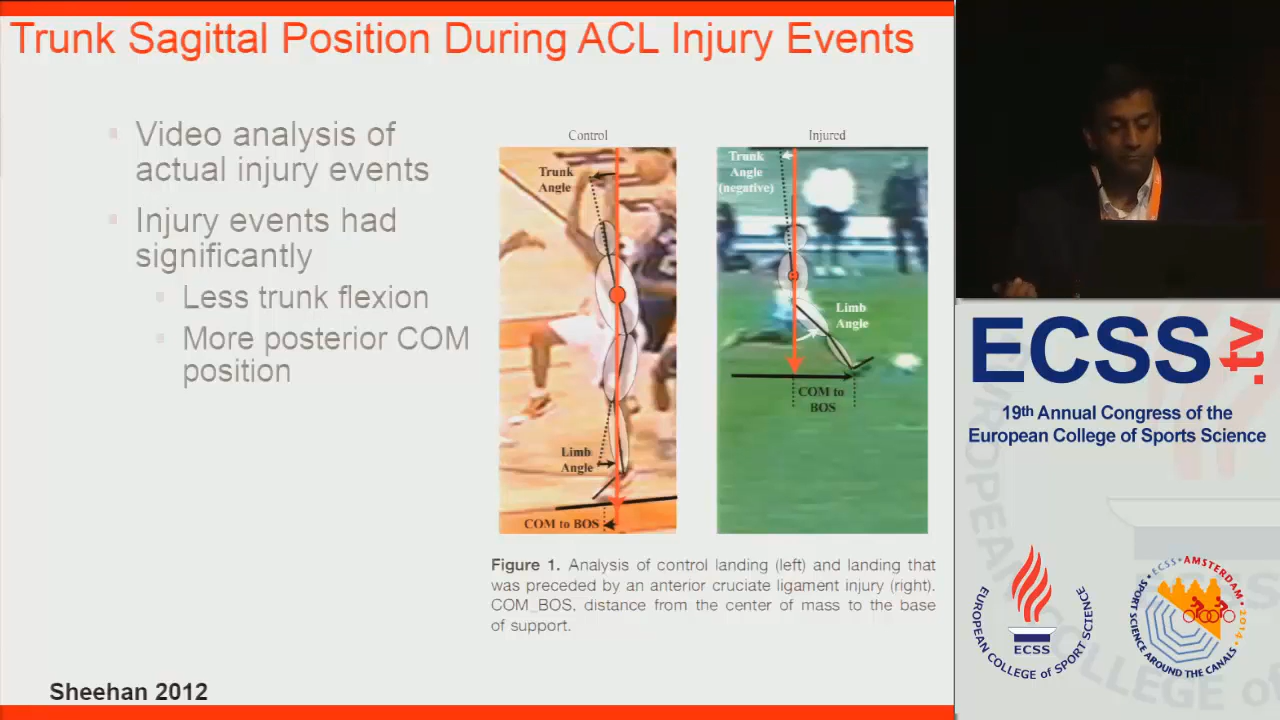 Trunk Sagittal Position During ACL Injury Events
Video analysis of
actual injury events
Injury events had
significantly
Less trunk flexion
More posterior COM
position
Control
Trunk
Angle
Limb
Angle
COM to BOS
Injured
Trunk
Angle
(negative)
Limb
Angle
COM to
BOS
Figure 1. Analysis of control landing (left) and landing that
was preceded by an anterior cruciate ligament injury (right).
COM_BOS, distance from the center of mass to the base
of support.
Sheehan 2012
ECSS.tv
19th Annual Congress of the
European College of Sports Science
EUROPEAN COLLEGE OF SPORT SCIENCE
ECSS
ECSS AMSTERDAM 2014
SPORT SCIENCE AROUND THE CANALS